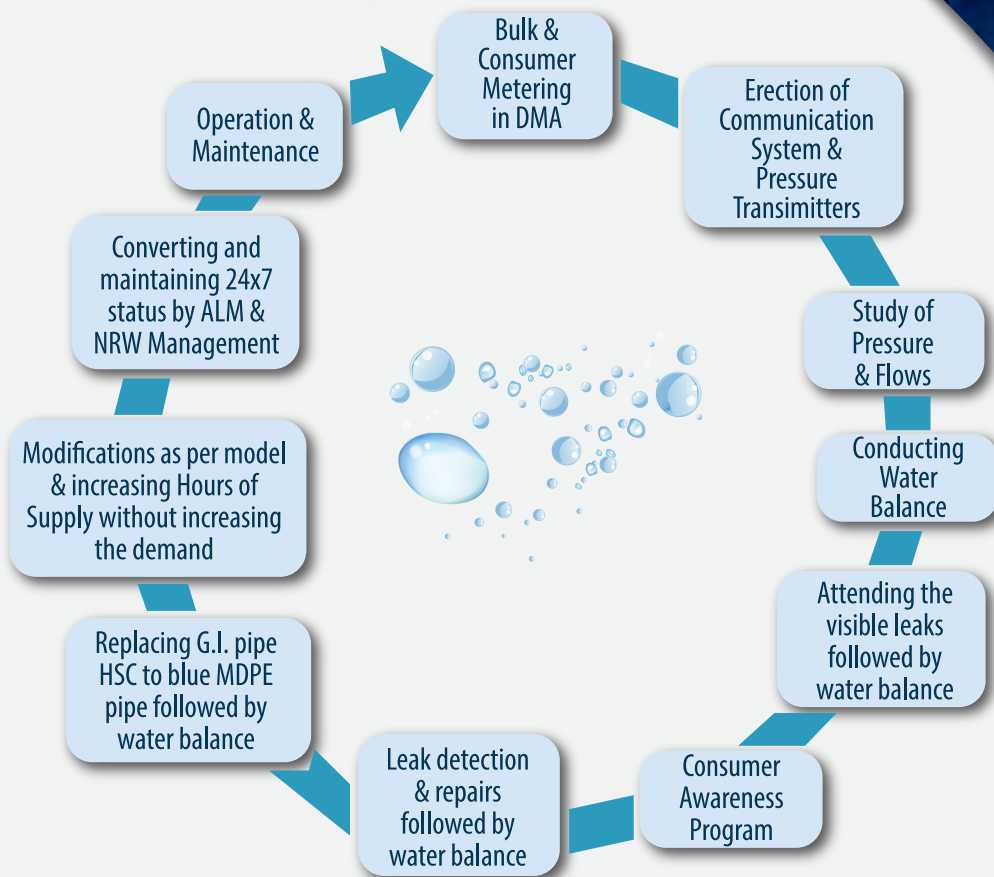 Bulk &
Consumer
Metering
in DMA
Erection of
Communication
System &
Pressure
Transimitters
Study of
Pressure
& Flows
Conducting
Water
Balance
Attending the
visible leaks
followed by
water balance
Consumer
Awareness
Program
Leak detection
& repairs
followed by
water balance
Replacing G.I. pipe
HSC to blue MDPE
pipe followed by
water balance
Modifications as per model
& increasing Hours of
Supply without increasing
the demand
Converting and
maintaining 24x7
status by ALM &
NRW Management
Operation &
Maintenance